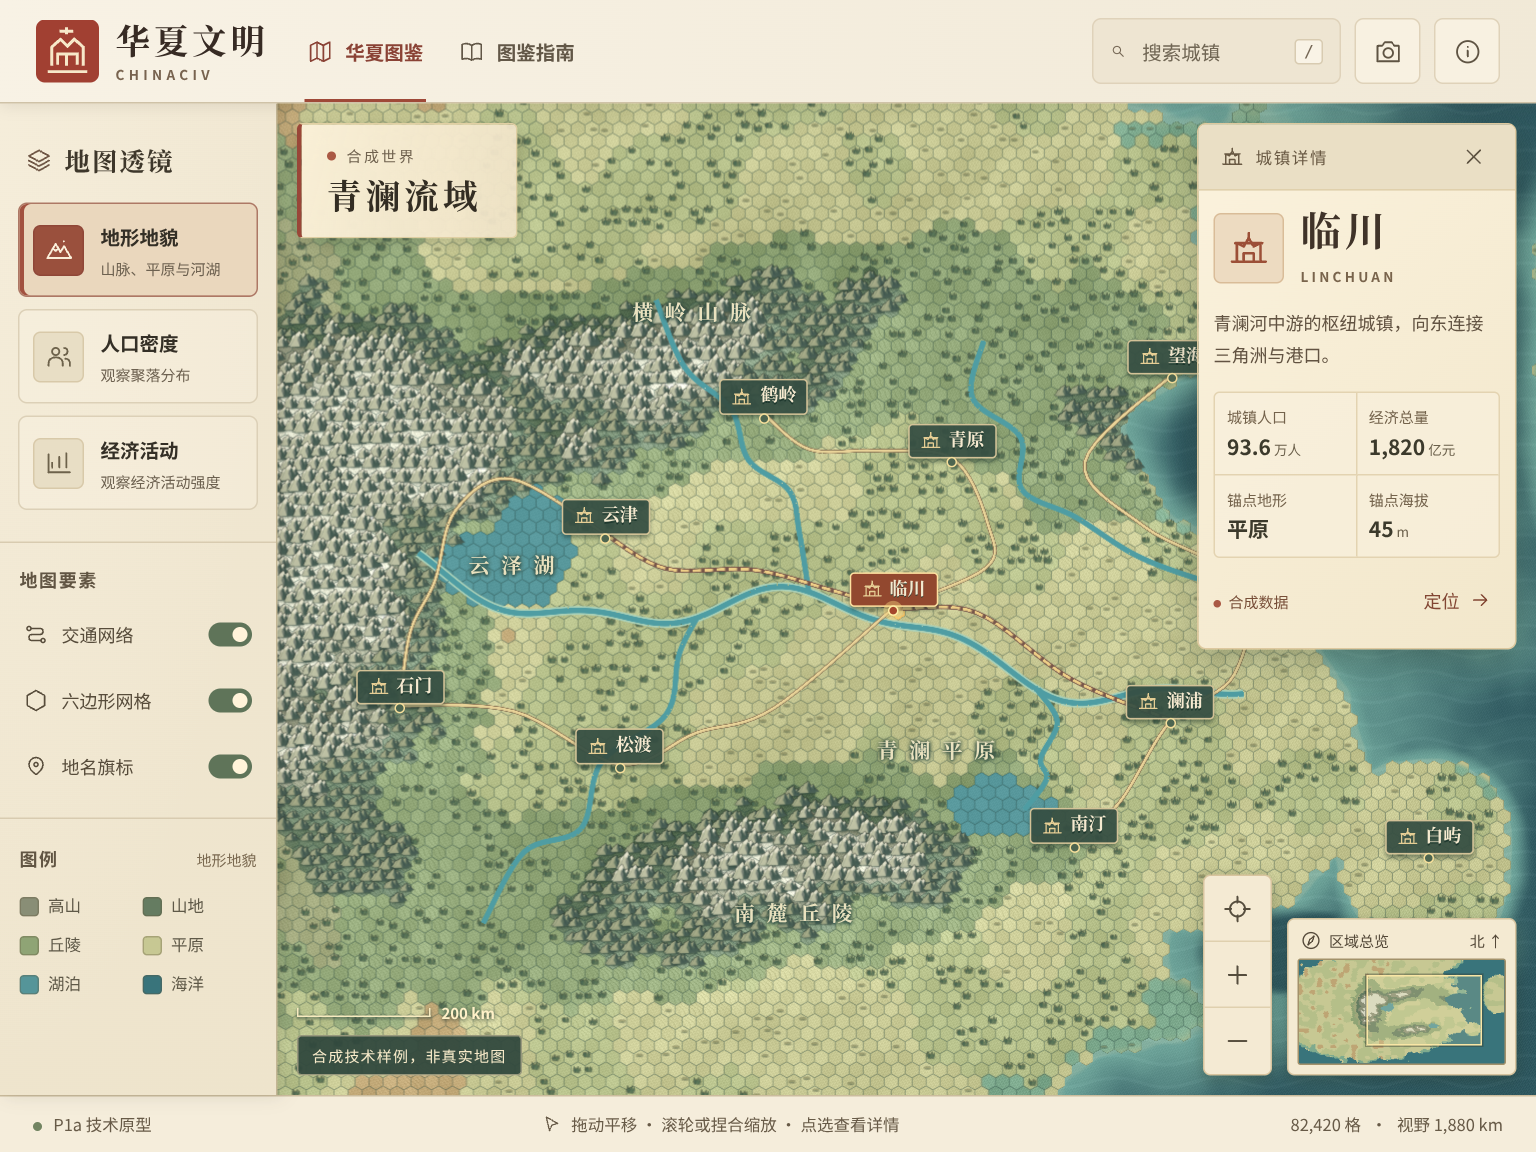 华夏文明
CHINACIV
华夏图鉴
图鉴指南
搜索城镇
/
地图透镜
地形地貌
山脉、平原与河湖
人口密度
观察聚落分布
经济活动
观察经济活动强度
地图要素
交通网络
六边形网格
地名旗标
图例
地形地貌
高山
山地
丘陵
平原
湖泊
海洋
合成世界
青澜流域
横岭山脉
鹤岭
青原
望海
云津
云泽湖
临川
石门
松渡
澜浦
青澜平原
南汀
白屿
南麓丘陵
200 km
合成技术样例，非真实地图
城镇详情
临川
LINCHUAN
青澜河中游的枢纽城镇，向东连接
三角洲与港口。
城镇人口
93.6 万人
经济总量
1,820 亿元
锚点地形
平原
锚点海拔
45 m
合成数据
定位 →
区域总览
北 ↑
P1a 技术原型
拖动平移 • 滚轮或捏合缩放 • 点选查看详情
82,420 格 • 视野 1,880 km